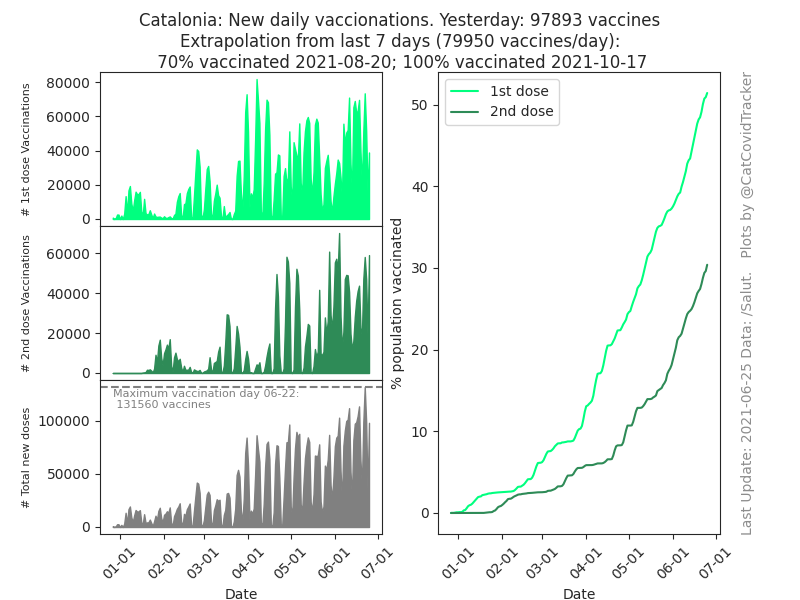 Catalonia: New daily vaccionations. Yesterday: 97893 vaccines
Extrapolation from last 7 days (79950 vaccines/day):
70% vaccinated 2021-08-20; 100% vaccinated 2021-10-17
# 1st dose Vaccinations
80000
60000
40000
20000
0
# 2nd dose Vaccinations
60000
40000
20000
0
# Total new doses
100000
50000
0
Maximum vaccination day 06-22:
131560 vaccines
01-01
02-01
03-01
04-01
05-01
06-01
07-01
Date
% population vaccinated
50
40
30
20
10
0
1st dose
2nd dose
01-01
02-01
03-01
04-01
05-01
06-01
07-01
Date
Last Update: 2021-06-25 Data: /Salut. Plots by @CatCovidTracker